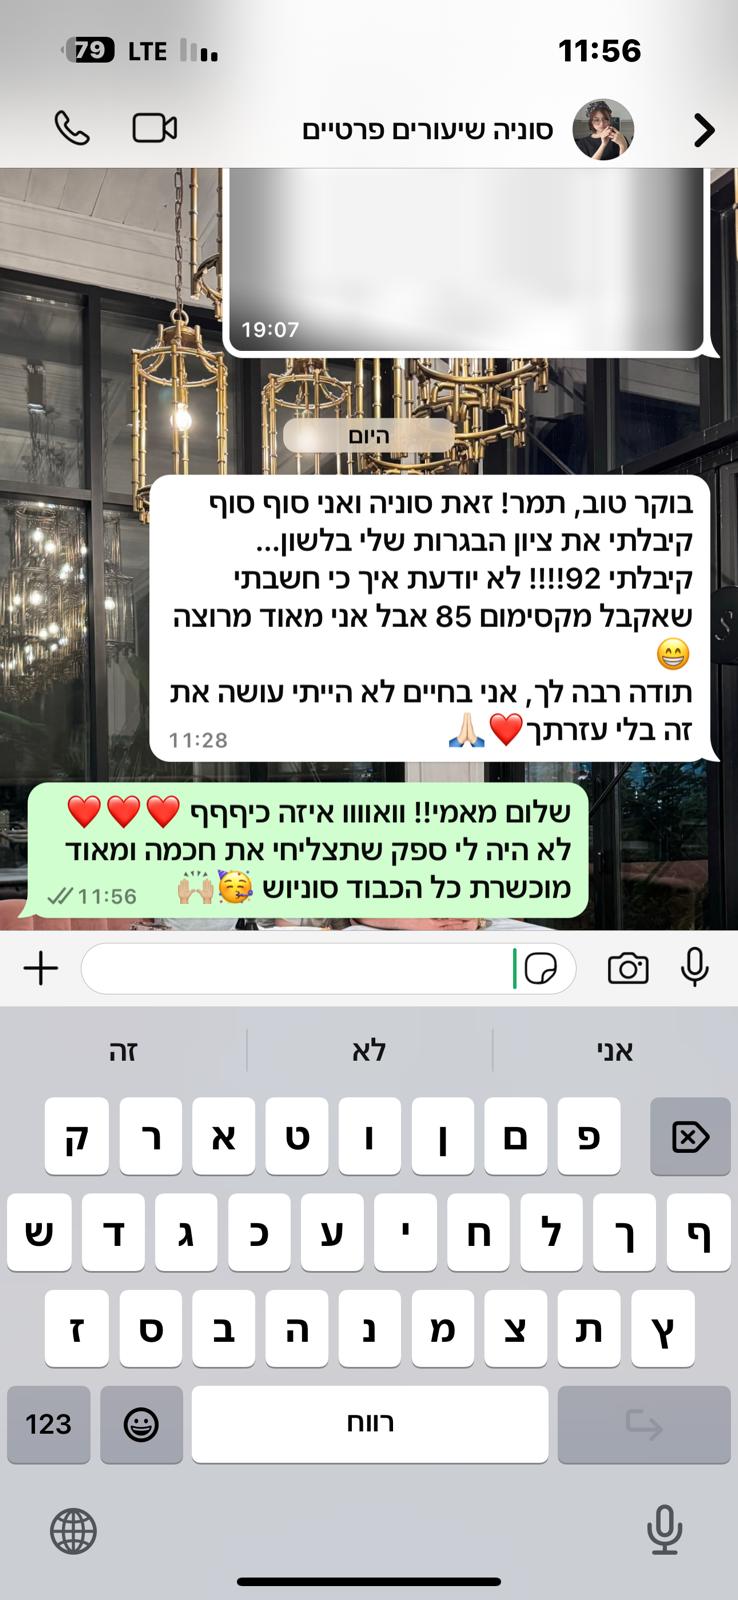 11:56
LTE 79
סוניה שיעורים פרטיים
19:07
היום
בוקר טוב, תמר! זאת סוניה ואני סוף סוף
קיבלתי את ציון הבגרות שלי בלשון...
קיבלתי 92!!!! לא יודעת איך כי חשבתי
שאקבל מקסימום 85 אבל אני מאוד מרוצה
😁
תודה רבה לך, אני בחיים לא הייתי עושה את
זה בלי עזרתך❤️🙏🏻
11:28
שלום מאמי!! וואוווו איזה כיףףף ❤️❤️❤️
לא היה לי ספק שתצליחי את חכמה ומאוד
מוכשרת כל הכבוד סוניוש 🥳🙌🏼
11:56
אני לא זה
פ ם ן ו ט א ר ק
ף ך ל ח י ע כ ג ד ש
ץ ת צ מ נ ה ב ס ז
רווח 123